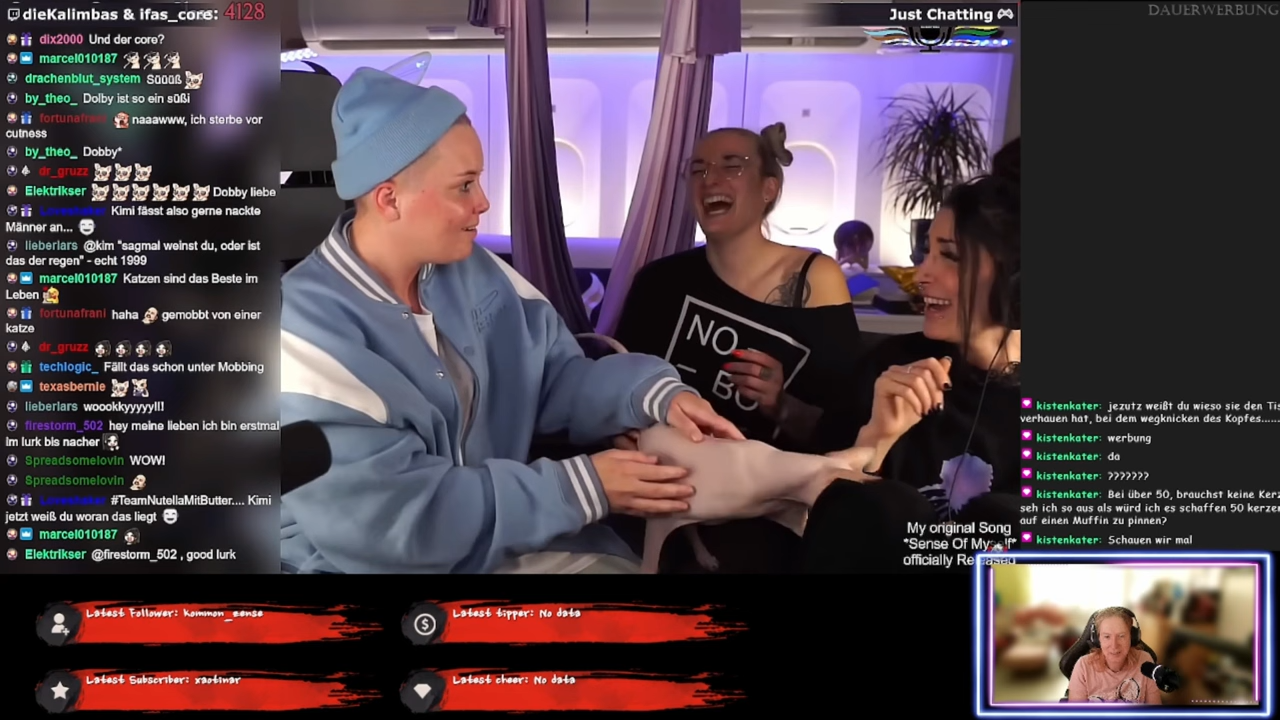 dieKalimbas & ifas_core: 4128
dix2000 Und der core?
marcel010187
drachenblut_system Süüüß
by_theo_ Dolby ist so ein süßi
fortunafrani naaawww, ich sterbe vor
cutness
by_theo_ Dobby*
dr_gruzz
Elektrikser Dobby liebe
Kimi fässt also gerne nackte
Männer an...
lieberlars @kim "sagmal weinst du, oder ist
das der regen" - echt 1999
marcel010187 Katzen sind das Beste im
Leben
fortunafrani haha gemobbt von einer
katze
dr_gruzz
techlogic_ Fällt das schon unter Mobbing
texasbernie
lieberlars woookkyyyyy!!!
firestorm_502 hey meine lieben ich bin erstmal
im lurk bis nacher
Spreadsomelovin WOW!
Spreadsomelovin
#TeamNutellaMitButter.... Kimi
jetzt weiß du woran das liegt
marcel010187
Elektrikser @firestorm_502 , good lurk
Just Chatting
DAUERWERBUNG
NO
BO
My original Song
*Sense Of Myself*
officially Released
kistenkater: jezutz weißt du wieso sie den Tis
verhauen hat, bei dem wegknicken des Kopfes......
kistenkater: werbung
kistenkater: da
kistenkater: ???????
kistenkater: Bei über 50, brauchst keine Kerz
seh ich so aus als würd ich es schaffen 50 kerzen
auf einen Muffin zu pinnen?
kistenkater: Schauen wir mal
Latest Follower: kommon_zense
Latest tipper: No data
Latest Subscriber: xaotinar
Latest cheer: No data